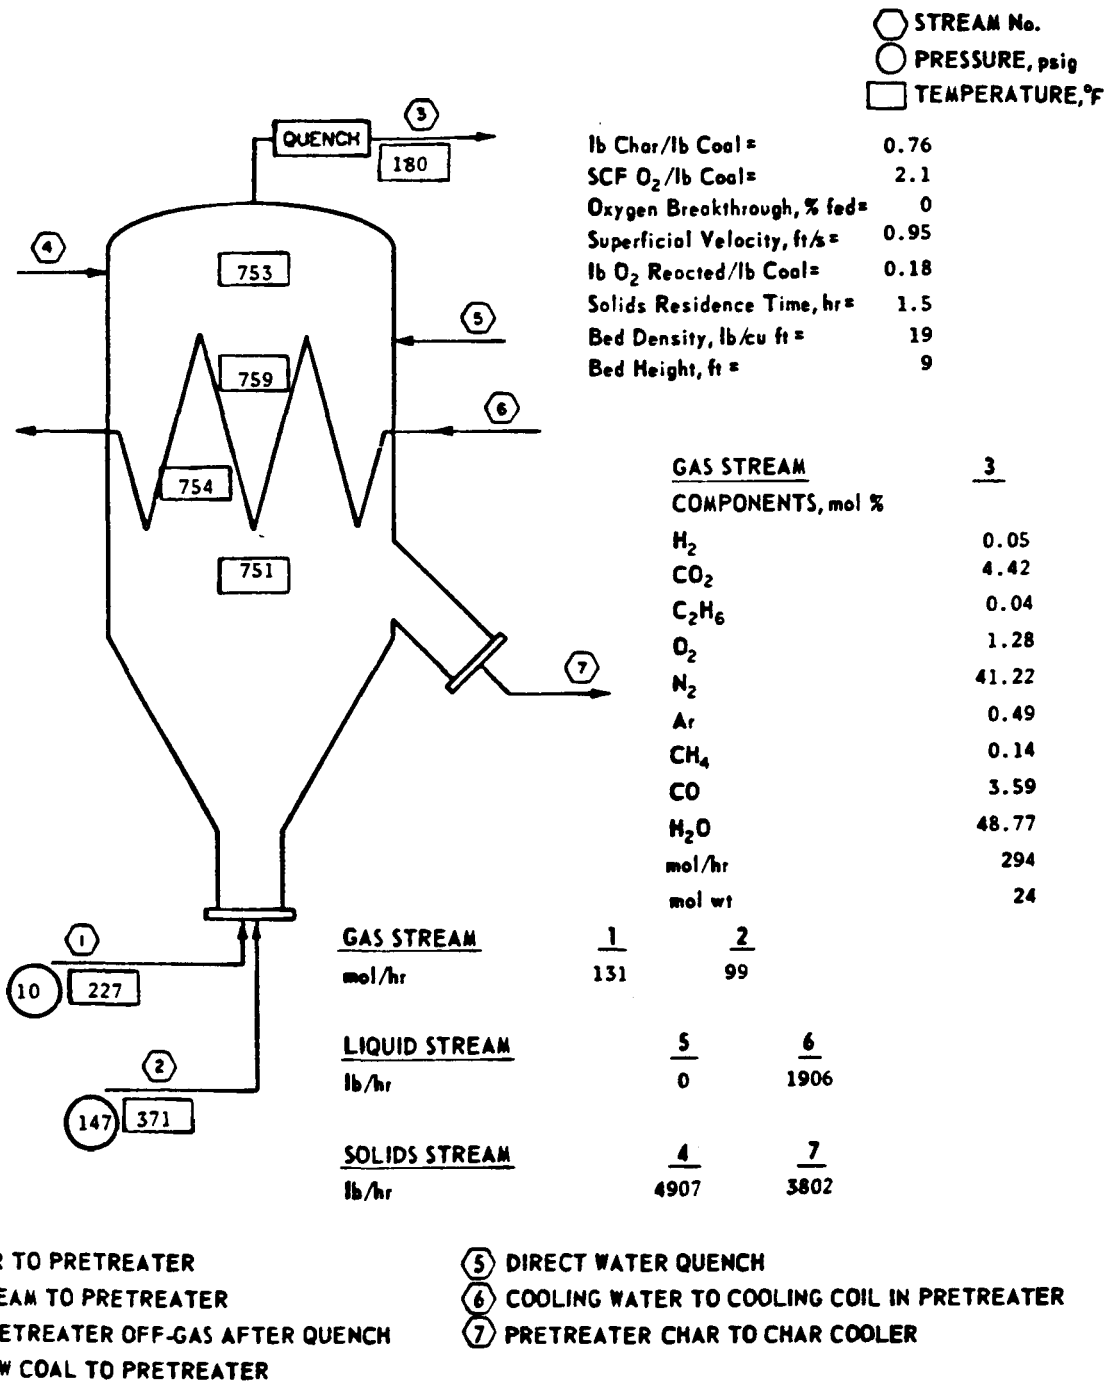 STREAM No.
PRESSURE, psig
TEMPERATURE, °F
3
QUENCH
180
lb Char/lb Coal = 0.76
SCF O2/lb Coal = 2.1
Oxygen Breakthrough, % fed = 0
Superficial Velocity, ft/s = 0.95
lb O2 Reacted/lb Coal = 0.18
Solids Residence Time, hr = 1.5
Bed Density, lb/cu ft = 19
Bed Height, ft = 9
4
753
5
759
6
754
751
7
GAS STREAM 3
COMPONENTS, mol %
H2 0.05
CO2 4.42
C2H6 0.04
O2 1.28
N2 41.22
Ar 0.49
CH4 0.14
CO 3.59
H2O 48.77
mol/hr 294
mol wt 24
1
10 227
2
147 371
GAS STREAM 1 2
mol/hr 131 99
LIQUID STREAM 5 6
lb/hr 0 1906
SOLIDS STREAM 4 7
lb/hr 4907 3802
R TO PRETREATER
EAM TO PRETREATER
ETREATER OFF-GAS AFTER QUENCH
W COAL TO PRETREATER
5 DIRECT WATER QUENCH
6 COOLING WATER TO COOLING COIL IN PRETREATER
7 PRETREATER CHAR TO CHAR COOLER